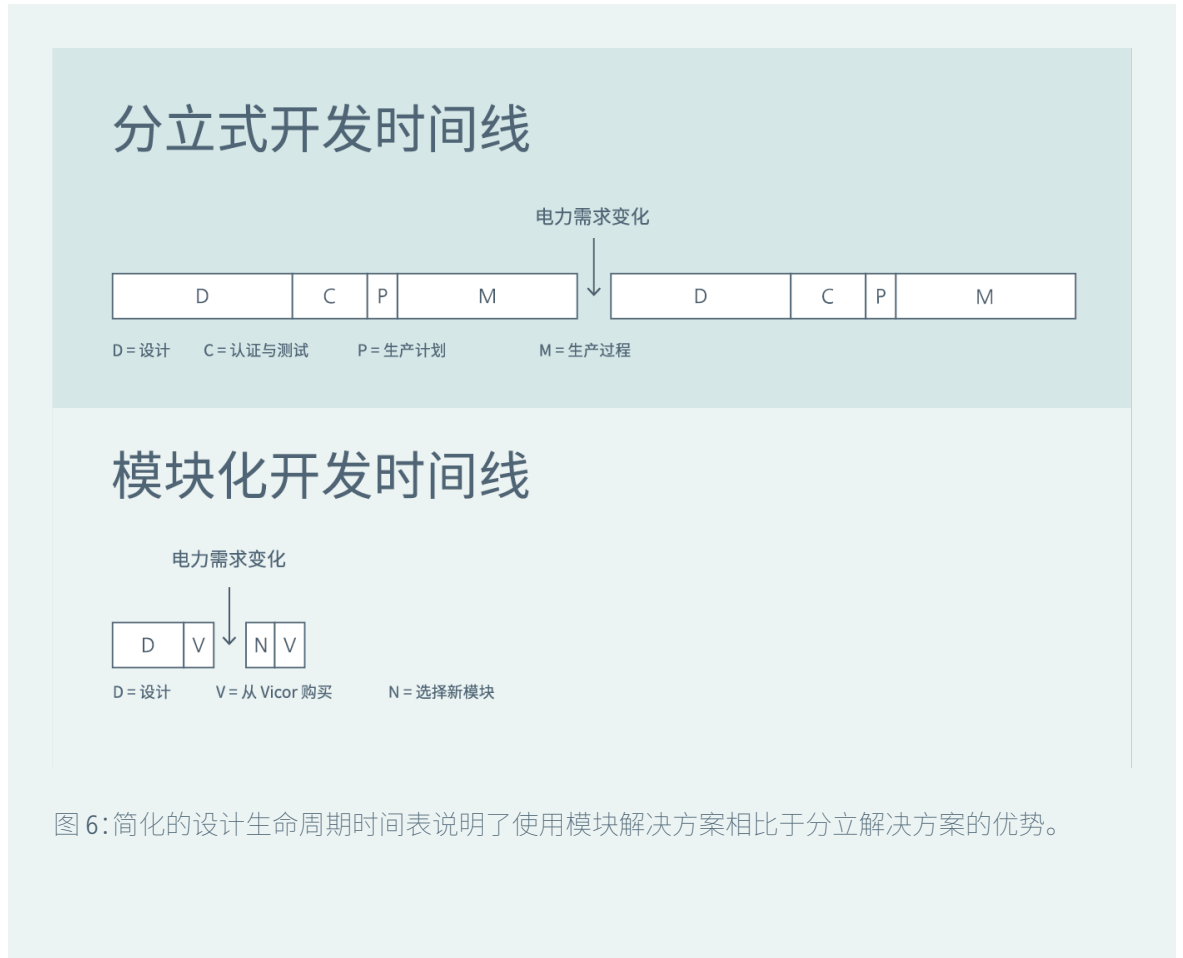 分立式开发时间线
电力需求变化
D C P M D C P M
D = 设计 C = 认证与测试 P = 生产计划 M = 生产过程
模块化开发时间线
电力需求变化
D V N V
D = 设计 V = 从 Vicor 购买 N = 选择新模块
图 6：简化的设计生命周期时间表说明了使用模块解决方案相比于分立解决方案的优势。